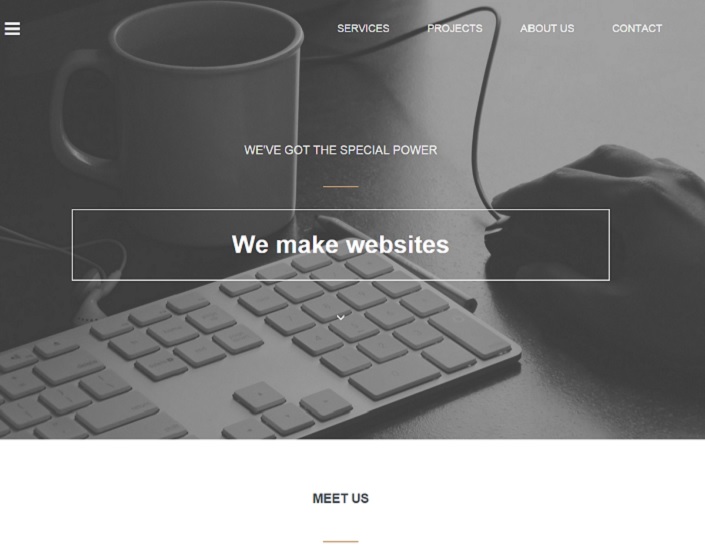 SERVICES PROJECTS ABOUT US CONTACT
WE'VE GOT THE SPECIAL POWER
We make websites
MEET US